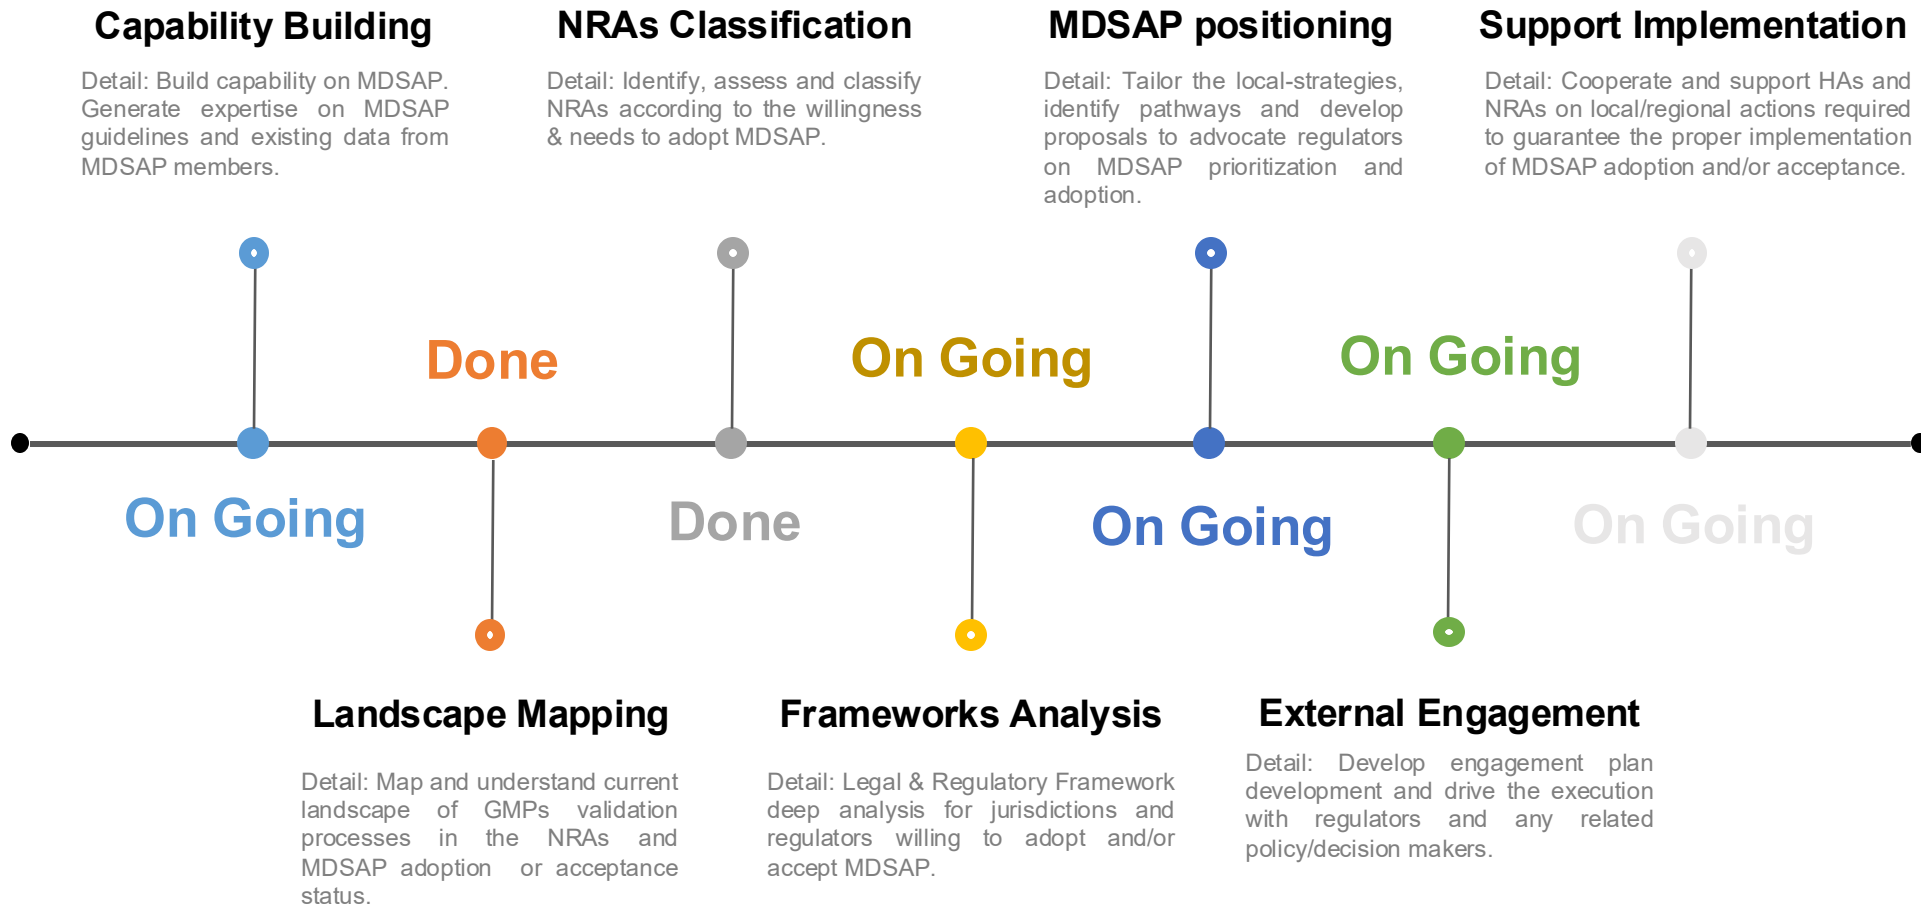 Capability Building
Detail: Build capability on MDSAP.
Generate expertise on MDSAP
guidelines and existing data from
MDSAP members.
NRAs Classification
Detail: Identify, assess and classify
NRAs according to the willingness
& needs to adopt MDSAP.
MDSAP positioning
Detail: Tailor the local-strategies,
identify pathways and develop
proposals to advocate regulators
on MDSAP prioritization and
adoption.
Support Implementation
Detail: Cooperate and support HAs and
NRAs on local/regional actions required
to guarantee the proper implementation
of MDSAP adoption and/or acceptance.
Done
On Going
On Going
On Going
Done
On Going
On Going
Landscape Mapping
Detail: Map and understand current
landscape of GMPs validation
processes in the NRAs and
MDSAP adoption or acceptance
status.
Frameworks Analysis
Detail: Legal & Regulatory Framework
deep analysis for jurisdictions and
regulators willing to adopt and/or
accept MDSAP.
External Engagement
Detail: Develop engagement plan
development and drive the execution
with regulators and any related
policy/decision makers.